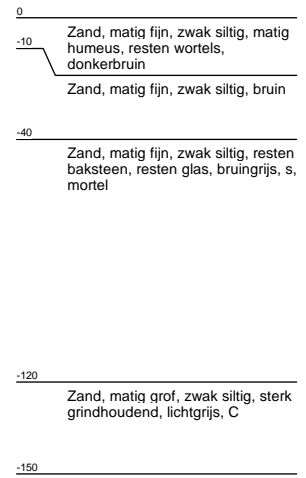 0
Zand, matig fijn, zwak siltig, matig
humeus, resten wortels,
donkerbruin
-10
Zand, matig fijn, zwak siltig, bruin
-40
Zand, matig fijn, zwak siltig, resten
baksteen, resten glas, bruingrijs, s,
mortel
-120
Zand, matig grof, zwak siltig, sterk
grindhoudend, lichtgrijs, C
-150